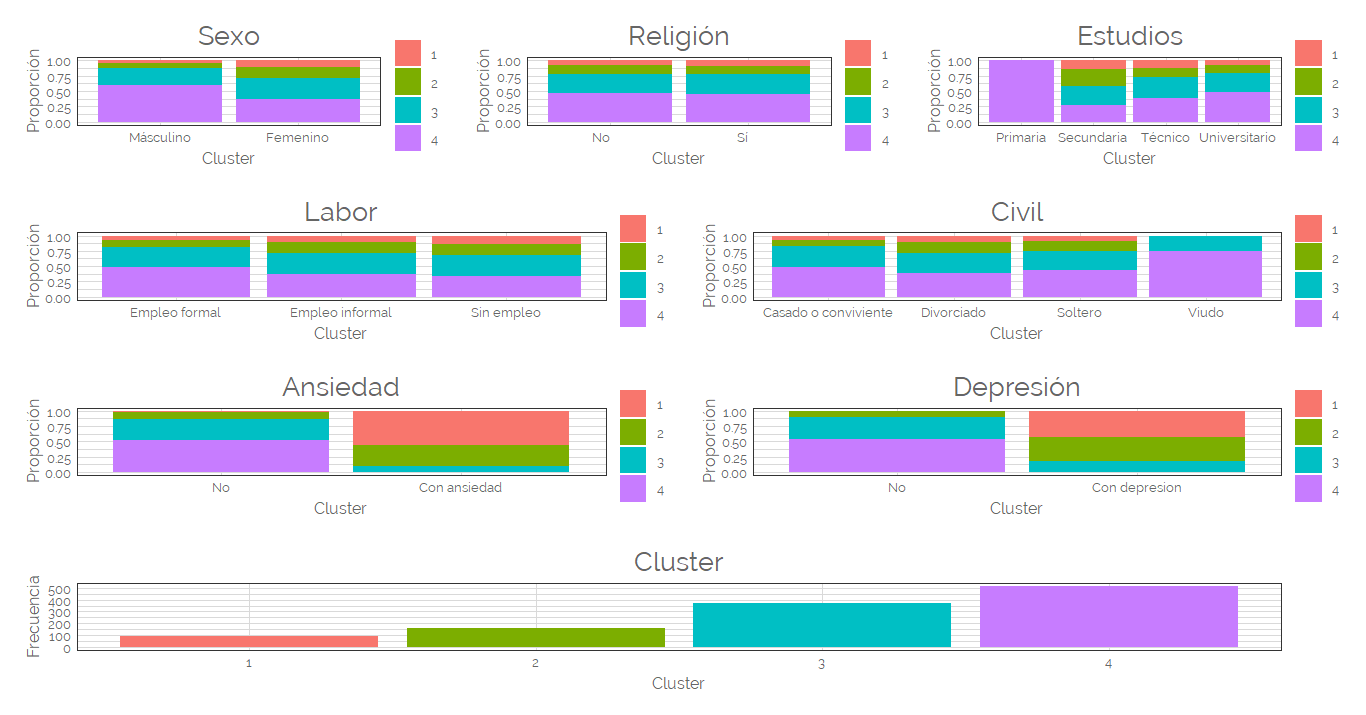 Sexo
Proporción
1.00
0.75
0.50
0.25
0.00
Másculino Femenino
Cluster
1
2
3
4
Religión
Proporción
1.00
0.75
0.50
0.25
0.00
No Sí
Cluster
1
2
3
4
Estudios
Proporción
1.00
0.75
0.50
0.25
0.00
Primaria Secundaria Técnico Universitario
Cluster
1
2
3
4
Labor
Proporción
1.00
0.75
0.50
0.25
0.00
Empleo formal Empleo informal Sin empleo
Cluster
1
2
3
4
Civil
Proporción
1.00
0.75
0.50
0.25
0.00
Casado o conviviente Divorciado Soltero Viudo
Cluster
1
2
3
4
Ansiedad
Proporción
1.00
0.75
0.50
0.25
0.00
No Con ansiedad
Cluster
1
2
3
4
Depresión
Proporción
1.00
0.75
0.50
0.25
0.00
No Con depresion
Cluster
1
2
3
4
Cluster
Frecuencia
500
400
300
200
100
0
1 2 3 4
Cluster